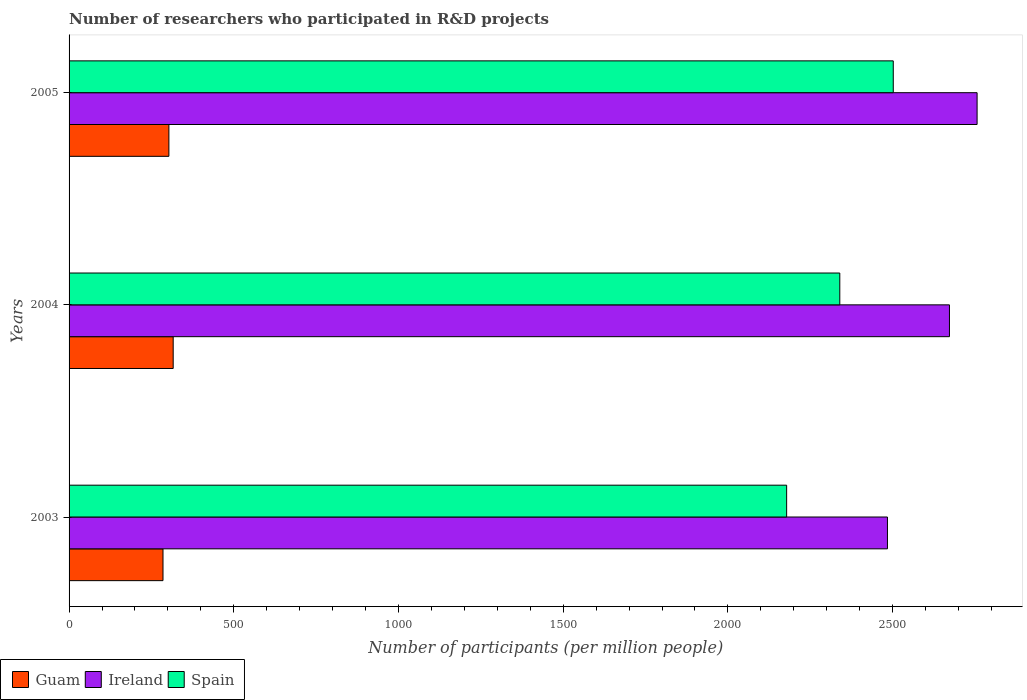 Number of researchers who participated in R&D projects
2005
2004
2003
Years
0
500
1000
1500
2000
2500
Number of participants (per million people)
Guam
Ireland
Spain